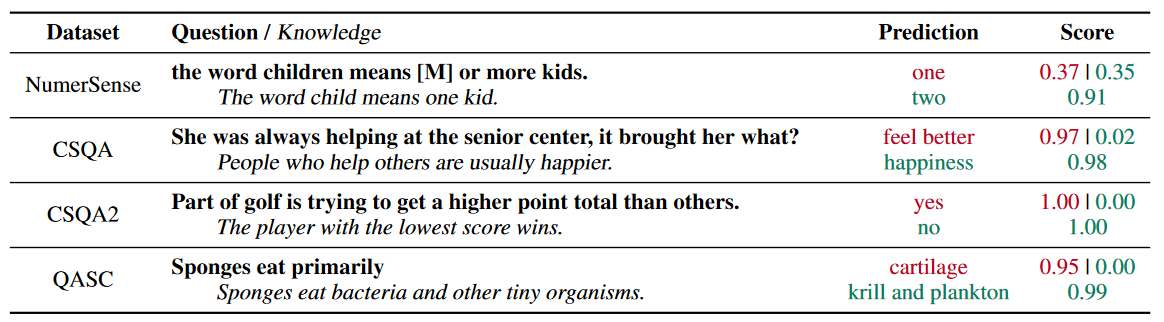 Dataset Question / Knowledge Prediction Score
NumerSense the word children means [M] or more kids. one 0.37 | 0.35
The word child means one kid. two 0.91
CSQA She was always helping at the senior center, it brought her what? feel better 0.97 | 0.02
People who help others are usually happier. happiness 0.98
CSQA2 Part of golf is trying to get a higher point total than others. yes 1.00 | 0.00
The player with the lowest score wins. no 1.00
QASC Sponges eat primarily cartilage 0.95 | 0.00
Sponges eat bacteria and other tiny organisms. krill and plankton 0.99